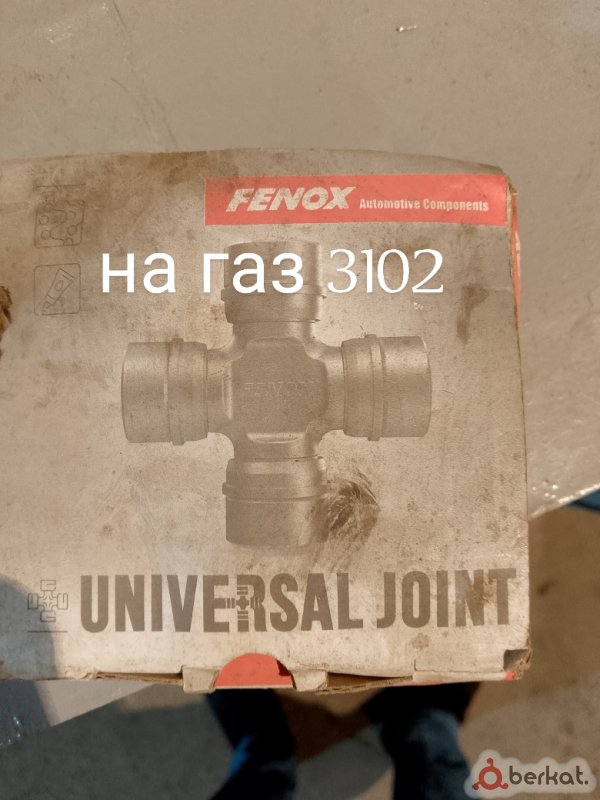 FENOX Automotive Components
на газ 3102
UNIVERSAL JOINT
berkat.